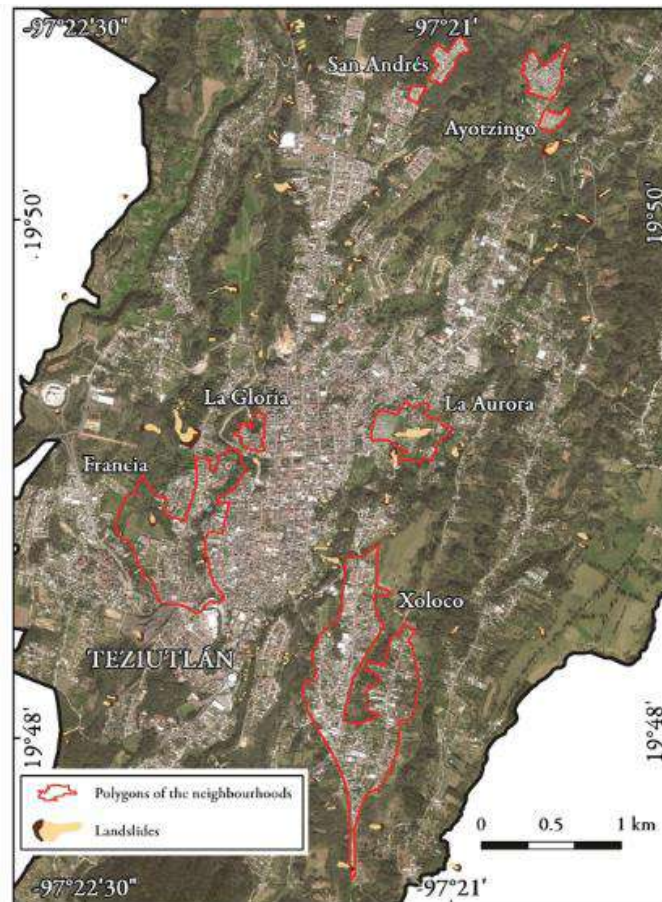 -97°22'30"
-97°21'
San Andrés
Ayotzingo
19°50'
19°50'
La Gloria
La Aurora
Francia
Xoloco
TEZIUTLÁN
19°48'
19°48'
Polygons of the neighbourhoods
Landslides
0 0.5 1 km
-97°22'30"
-97°21'